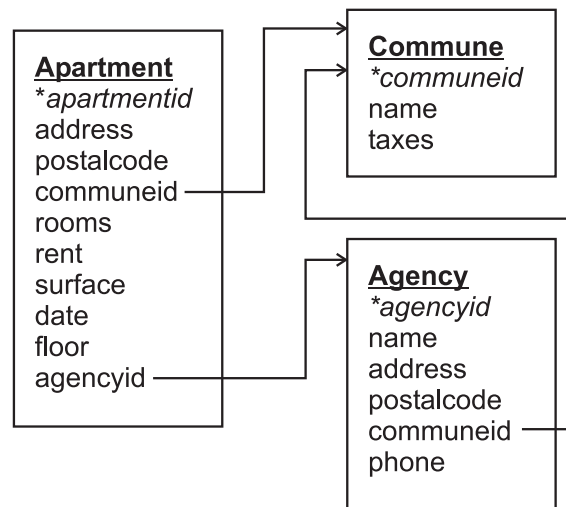 Apartment
*apartmentid
address
postalcode
communeid
rooms
rent
surface
date
floor
agencyid
Commune
*communeid
name
taxes
Agency
*agencyid
name
address
postalcode
communeid
phone